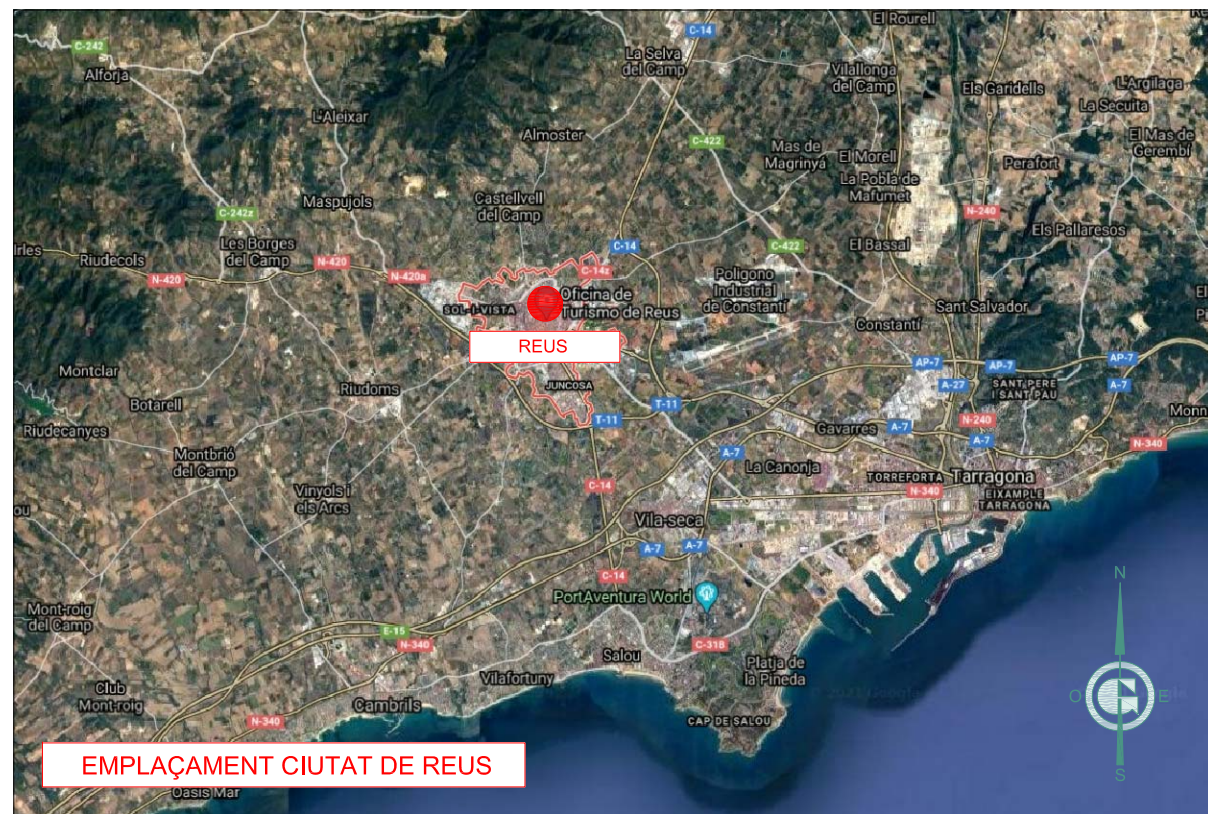 El Rourell
C-14
C-242
La Selva
del Camp
Alforja
Vilallonga
del Camp
L'Argilaga
Els Garidells
La Secuita
L'Aleixar
Almoster
El Mas de
Gerembí
C-422
Mas de
Magrinyà
El Morell
Perafort
La Pobla de
Mafumet
Maspujols
Castellvell
del Camp
C-242z
N-240
Els Pallaresos
Irles
Riudecols
Les Borges
del Camp
C-14
C-422
El Bassal
N-420
N-420
N-420a
C-14z
Poligono
Industrial
de Constantí
Oficina de
Turismo de Reus
SOL-I-VISTA
Sant Salvador
El
Constantí
REUS
Montclar
AP-7
AP-7
AP-7
A-27
A-7
SANT PERE
I SANT PAU
Riudoms
JUNCOSA
Botarell
T-11
T-11
N-240
Monn
Riudecanyes
Gavarres
A-7
A-7
N-340
Montbrió
del Camp
A-7
La Canonja
TORREFORTA
Tarragona
Vinyols i
els Arcs
C-14
N-340
EIXAMPLE
TARRAGONA
ou
Vila-seca
A-7
A-7
C-14
N
PortAventura World
Mont-roig
del Camp
E-15
N-340
C-31B
Salou
Platja de
la Pineda
Vilafortuny
Club
Mont-roig
O
E
Cambrils
N-340
CAP DE SALOU
EMPLAÇAMENT CIUTAT DE REUS
S
Oasis Mar